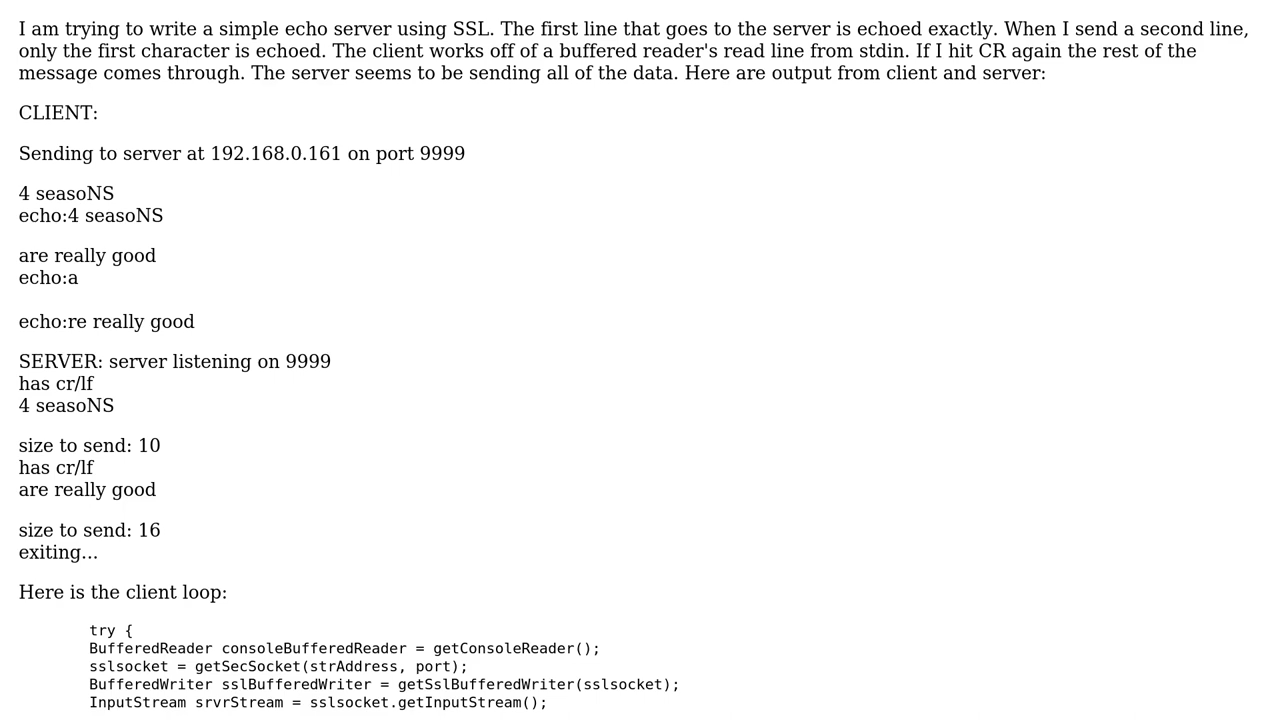 I am trying to write a simple echo server using SSL. The first line that goes to the server is echoed exactly. When I send a second line,
only the first character is echoed. The client works off of a buffered reader's read line from stdin. If I hit CR again the rest of the
message comes through. The server seems to be sending all of the data. Here are output from client and server:
CLIENT:
Sending to server at 192.168.0.161 on port 9999
4 seasoNS
echo:4 seasoNS
are really good
echo:a
echo:re really good
SERVER: server listening on 9999
has cr/lf
4 seasoNS
size to send: 10
has cr/lf
are really good
size to send: 16
exiting...
Here is the client loop:
try {
BufferedReader consoleBufferedReader = getConsoleReader();
sslsocket = getSecSocket(strAddress, port);
BufferedWriter sslBufferedWriter = getSslBufferedWriter(sslsocket);
InputStream srvrStream = sslsocket.getInputStream();